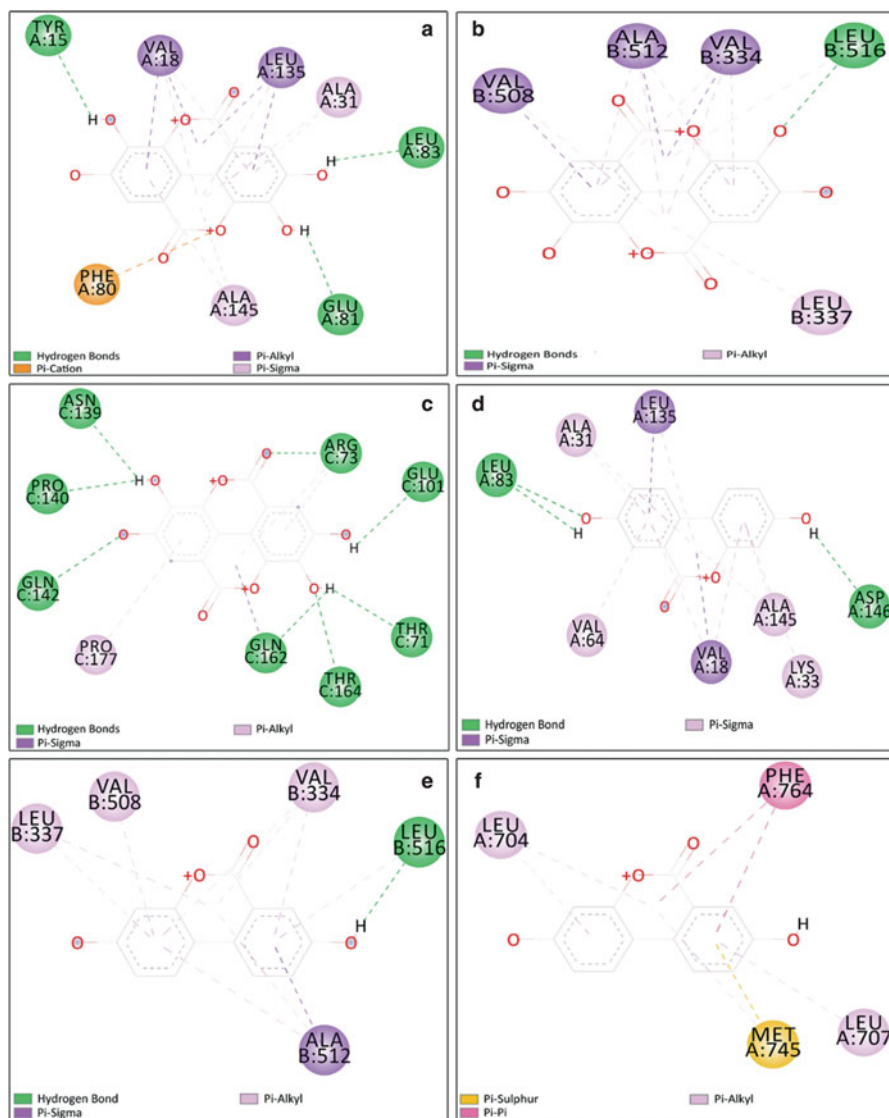 a
TYR
A:15
VAL
A:18
LEU
A:135
ALA
A:31
LEU
A:83
H
O
+O
O
O
O
H
O
+O
O
H
PHE
A:80
ALA
A:145
GLU
A:81
Hydrogen Bonds
Pi-Cation
Pi-Alkyl
Pi-Sigma
b
VAL
B:508
ALA
B:512
VAL
B:334
LEU
B:516
O
+O
O
O
O
O
+O
O
LEU
B:337
Hydrogen Bonds
Pi-Sigma
Pi-Alkyl
c
ASN
C:139
PRO
C:140
ARG
C:73
GLU
C:101
H
O
+O
O
O
O
H
O
+O
O
H
GLN
C:142
PRO
C:177
GLN
C:162
THR
C:164
THR
C:71
Hydrogen Bonds
Pi-Sigma
Pi-Alkyl
d
ALA
A:31
LEU
A:135
LEU
A:83
O
H
O
H
O
+O
VAL
A:64
VAL
A:18
ALA
A:145
LYS
A:33
ASP
A:146
Hydrogen Bond
Pi-Sigma
Pi-Sigma
e
LEU
B:337
VAL
B:508
VAL
B:334
LEU
B:516
O
+O
O
O
H
ALA
B:512
Hydrogen Bond
Pi-Sigma
Pi-Alkyl
f
LEU
A:704
PHE
A:764
O
+O
O
O
H
MET
A:745
LEU
A:707
Pi-Sulphur
Pi-Pi
Pi-Alkyl